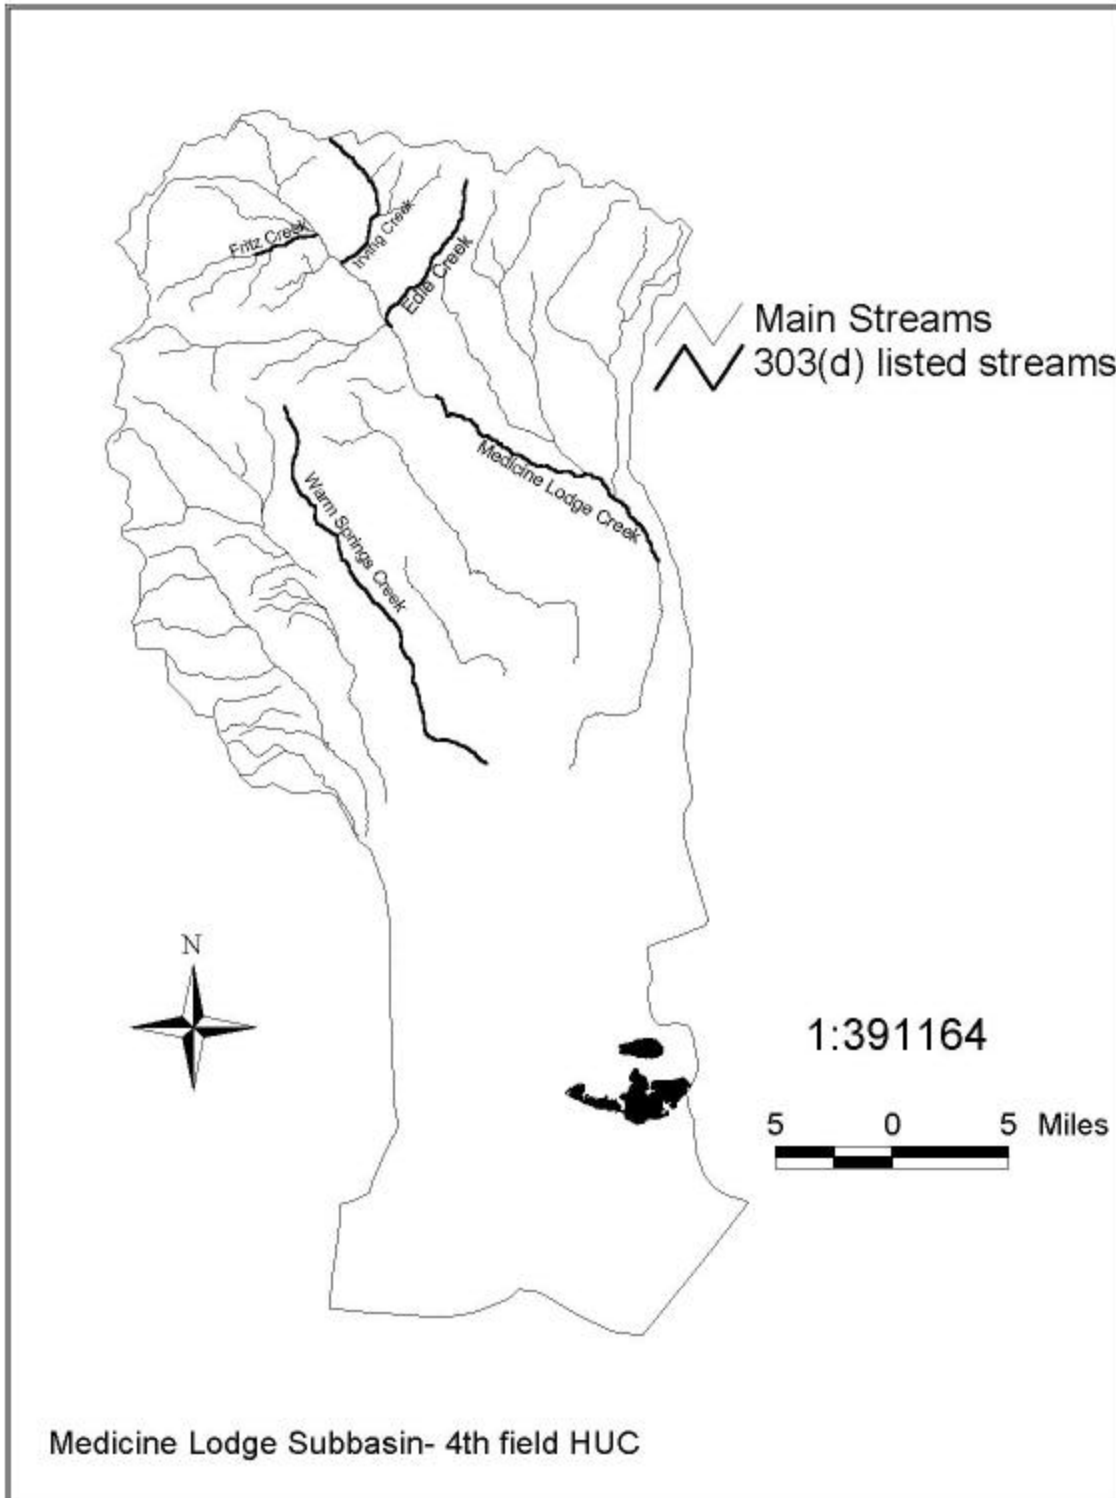 Fritz Creek
Irving Creek
Edie Creek
Main Streams
303(d) listed streams
Medicine Lodge Creek
Warm Springs Creek
N
1:391164
5 0 5 Miles
Medicine Lodge Subbasin- 4th field HUC